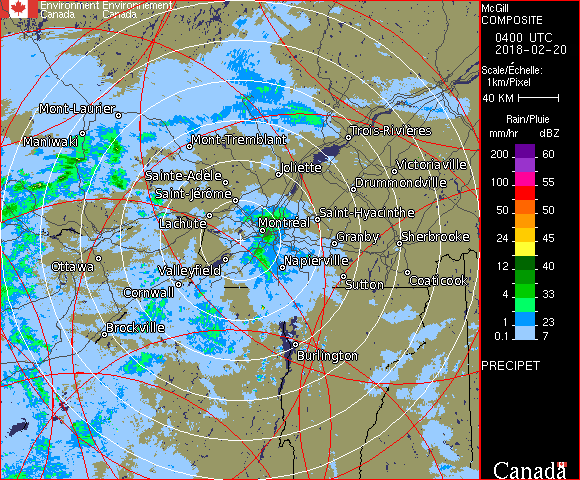 Environment Environnement
Canada Canada
McGill
COMPOSITE
0400 UTC
2018-02-20
Scale/Échelle:
1km/Pixel
40 KM
Rain/Pluie
mm/hr dBZ
200 60
100 55
50 50
24 45
12 40
4 33
1 23
0.1 7
PRECIPET
Canada
Mont-Laurier
Maniwaki
Mont-Tremblant
Trois-Rivières
Sainte-Adèle
Joliette
Victoriaville
Saint-Jérôme
Drummondville
Lachute
Montréal
Saint-Hyacinthe
Granby
Sherbrooke
Ottawa
Valleyfield
Napierville
Cornwall
Sutton
Coaticook
Brockville
Burlington